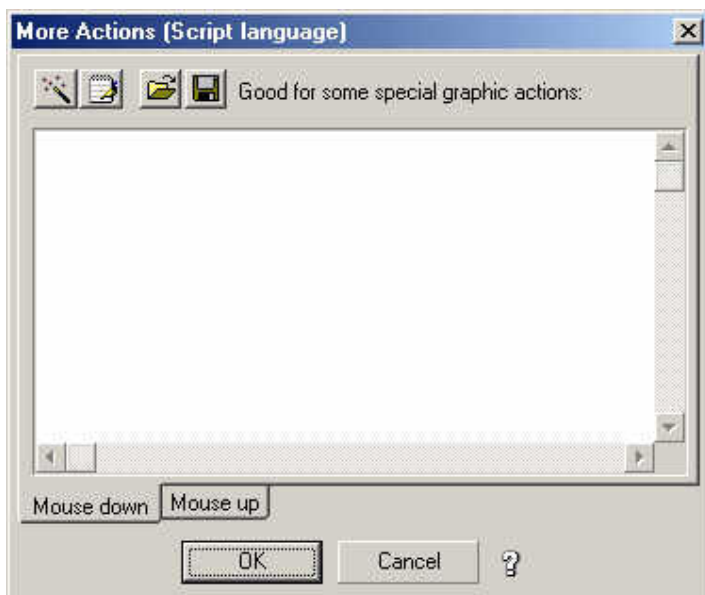 More Actions (Script language)
Good for some special graphic actions:
Mouse down Mouse up
OK Cancel